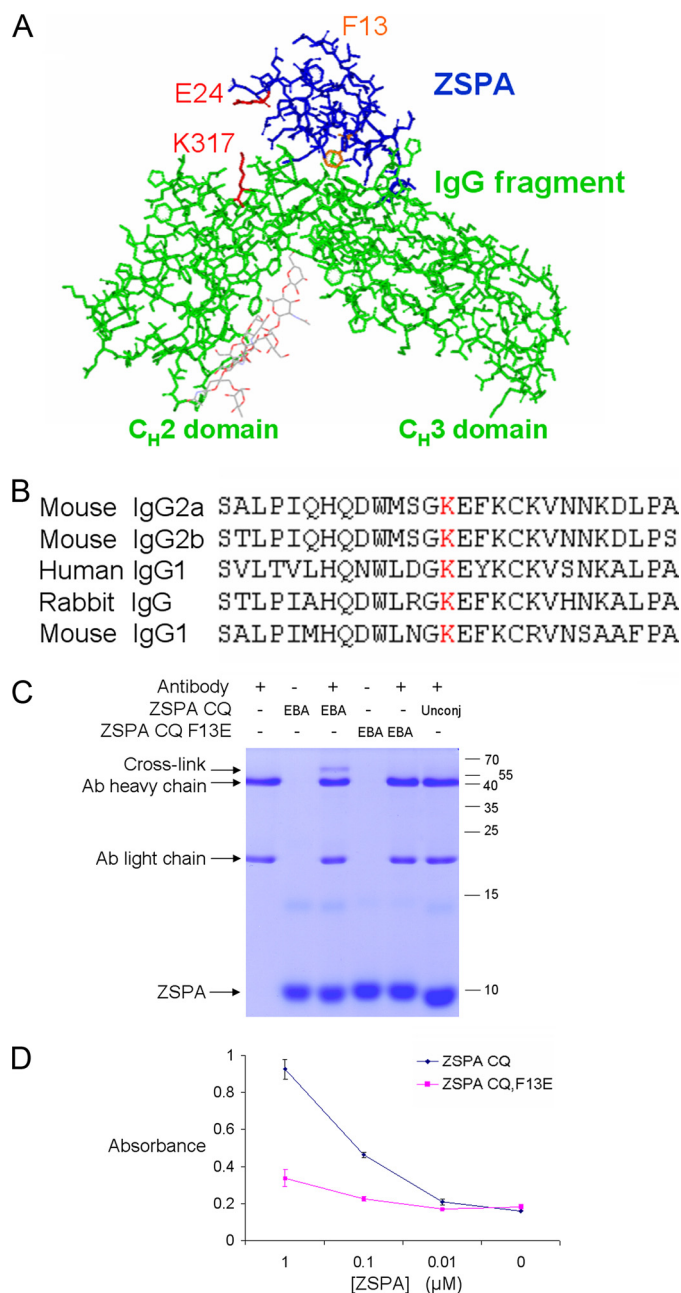 A
F13
ZSPA
E24
K317
IgG fragment
CH2 domain
CH3 domain
B
Mouse IgG2a SALPIQHQDWMSGKEFKCKVNNKDLPA
Mouse IgG2b STLPIQHQDWMSGKEFKCKVNNKDLPS
Human IgG1 SVLTVLHQNWLDGKEYKCKVSNKALPA
Rabbit IgG STLPIAHQDWLRGKEFKCKVHNKALPA
Mouse IgG1 SALPIMHQDWLNGKEFKCRVNSAAFPA
C
Antibody + - + - + +
ZSPA CQ - EBA EBA - - Unconj
ZSPA CQ F13E - - - EBA EBA -
Cross-link
Ab heavy chain
Ab light chain
ZSPA
70
55
40
35
25
15
10
D
ZSPA CQ
ZSPA CQ,F13E
Absorbance
1
0.8
0.6
0.4
0.2
0
1 0.1 0.01 0
[ZSPA] (μM)